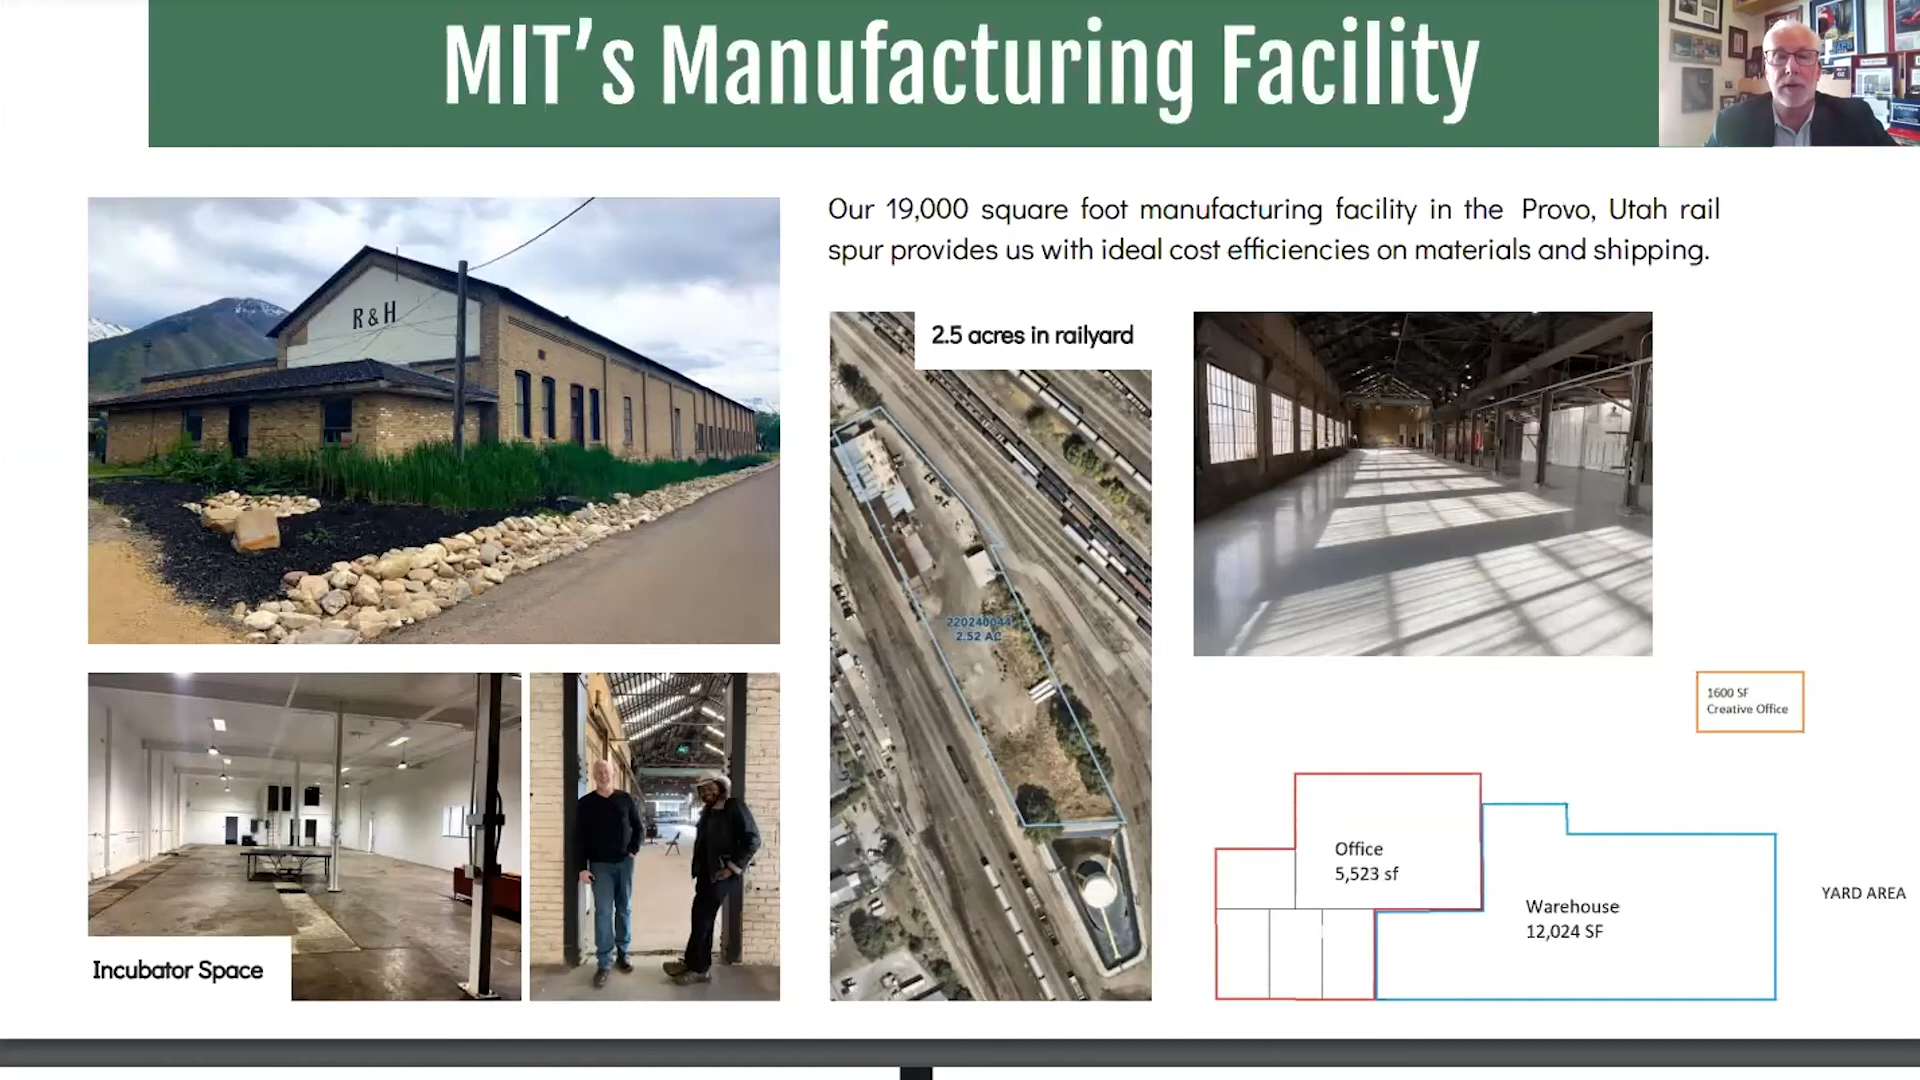 MIT’s Manufacturing Facility
Our 19,000 square foot manufacturing facility in the Provo, Utah rail
spur provides us with ideal cost efficiencies on materials and shipping.
R & H
2.5 acres in railyard
220240044
2.52 AC
1600 SF
Creative Office
Office
5,523 sf
Warehouse
12,024 SF
YARD AREA
Incubator Space